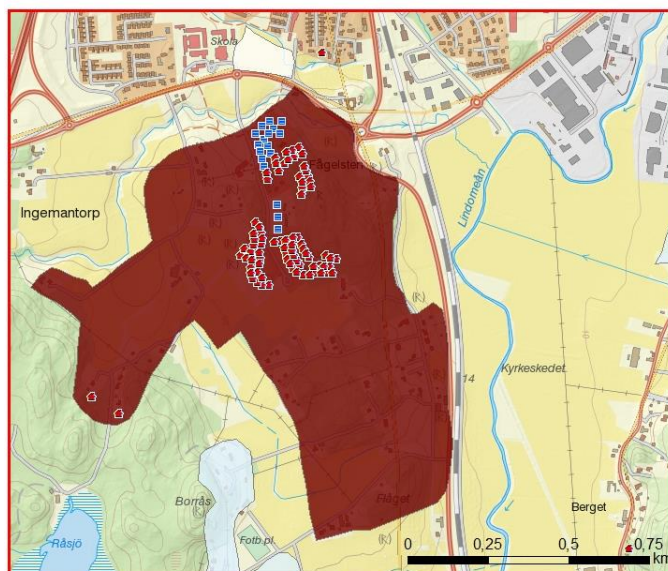 Skola
(K)
Fågelsten
Ingemantorp
Lindomeån
(K)
(K)
(K)
(K)
(K)
14
Kyrkeskedet
Borrås
(K)
Flåget
(K)
Berget
Fotb.pl.
Råsjö
0 0,25 0,5 0,75
km